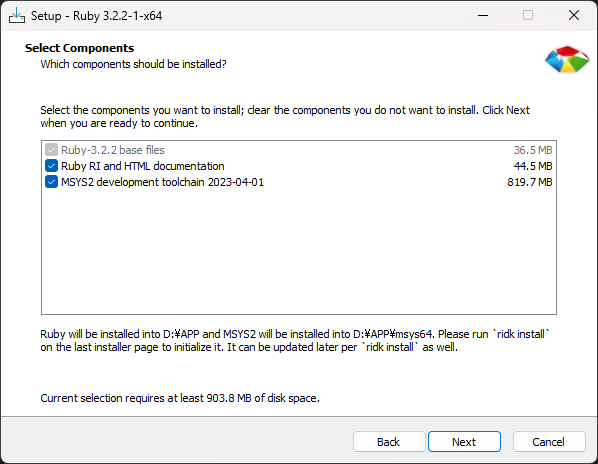 Setup - Ruby 3.2.2-1-x64
Select Components
Which components should be installed?
Select the components you want to install; clear the components you do not want to install. Click Next
when you are ready to continue.
Ruby-3.2.2 base files 36.5 MB
Ruby RI and HTML documentation 44.5 MB
MSYS2 development toolchain 2023-04-01 819.7 MB
Ruby will be installed into D:¥APP and MSYS2 will be installed into D:¥APP¥msys64. Please run `ridk install`
on the last installer page to initialize it. It can be updated later per `ridk install` as well.
Current selection requires at least 903.8 MB of disk space.
Back Next Cancel